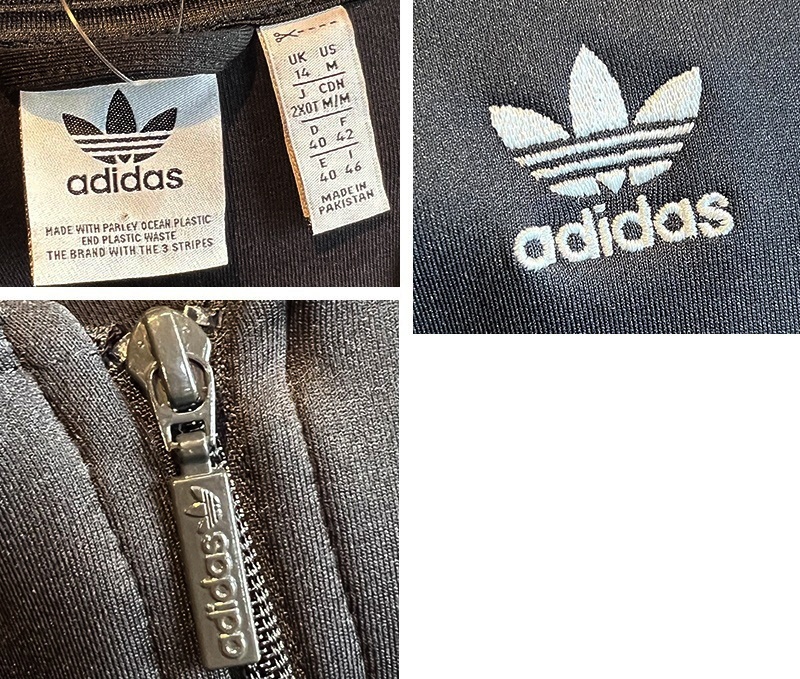 adidas
MADE WITH PARLEY OCEAN PLASTIC
END PLASTIC WASTE
THE BRAND WITH THE 3 STRIPES
UK US
14 M
J CDN
2XOT M/M
D F
40 42
E I
40 46
MADE IN
PAKISTAN
adidas
adidas